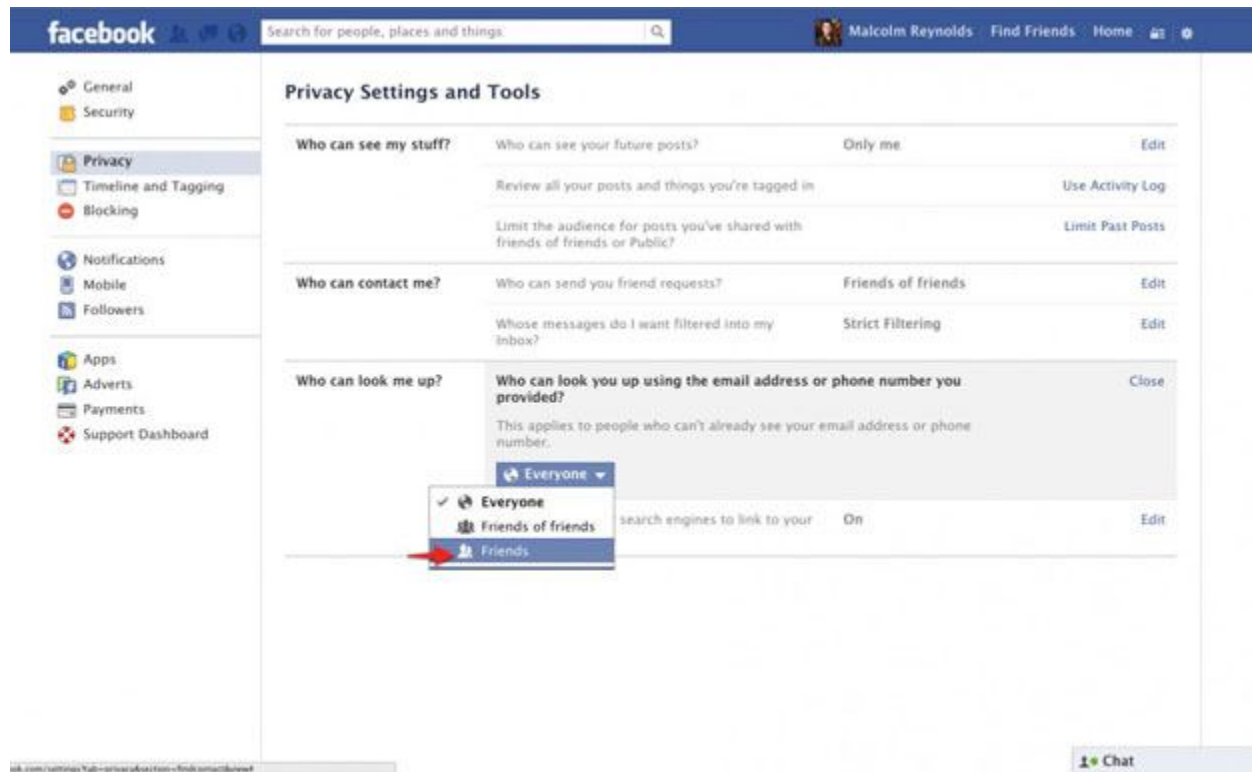 facebook
Search for people, places and things
Malcolm Reynolds Find Friends Home
General
Security
Privacy
Timeline and Tagging
Blocking
Notifications
Mobile
Followers
Apps
Adverts
Payments
Support Dashboard
Privacy Settings and Tools
Who can see my stuff?
Who can see your future posts?
Only me
Edit
Review all your posts and things you're tagged in
Use Activity Log
Limit the audience for posts you've shared with
friends of friends or Public?
Limit Past Posts
Who can contact me?
Who can send you friend requests?
Friends of friends
Edit
Whose messages do I want filtered into my
Inbox?
Strict Filtering
Edit
Who can look me up?
Who can look you up using the email address or phone number you
provided?
Close
This applies to people who can't already see your email address or phone
number.
Everyone
Everyone
Friends of friends
Friends
search engines to link to your
On
Edit
Chat